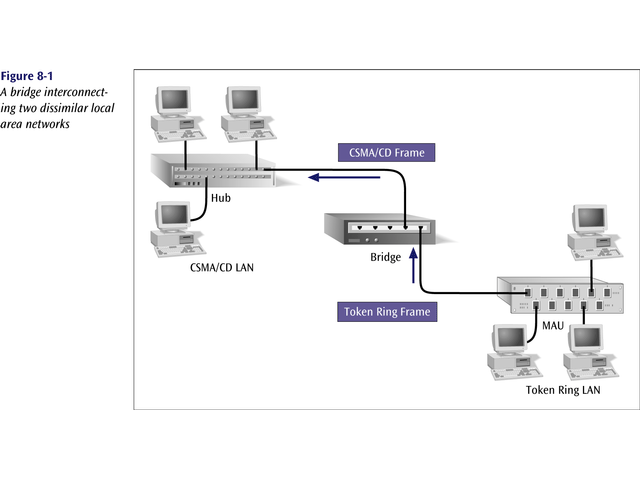 Figure 8-1
A bridge interconnect-
ing two dissimilar local
area networks
CSMA/CD Frame
Hub
CSMA/CD LAN
Bridge
Token Ring Frame
MAU
Token Ring LAN